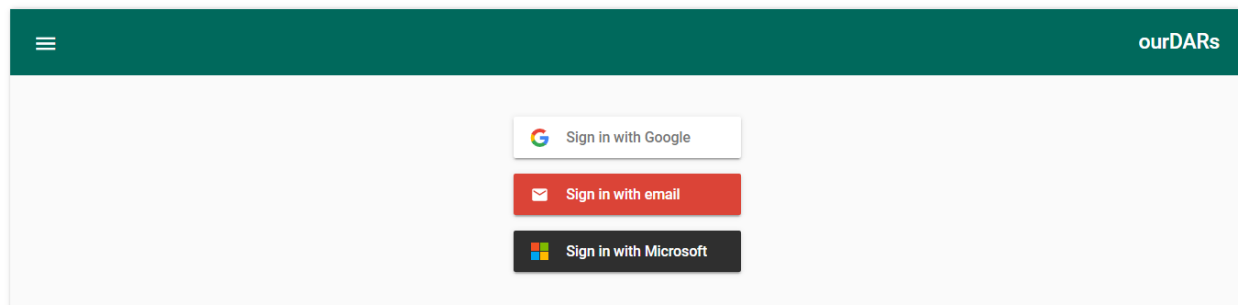 ourDARs
Sign in with Google
Sign in with email
Sign in with Microsoft